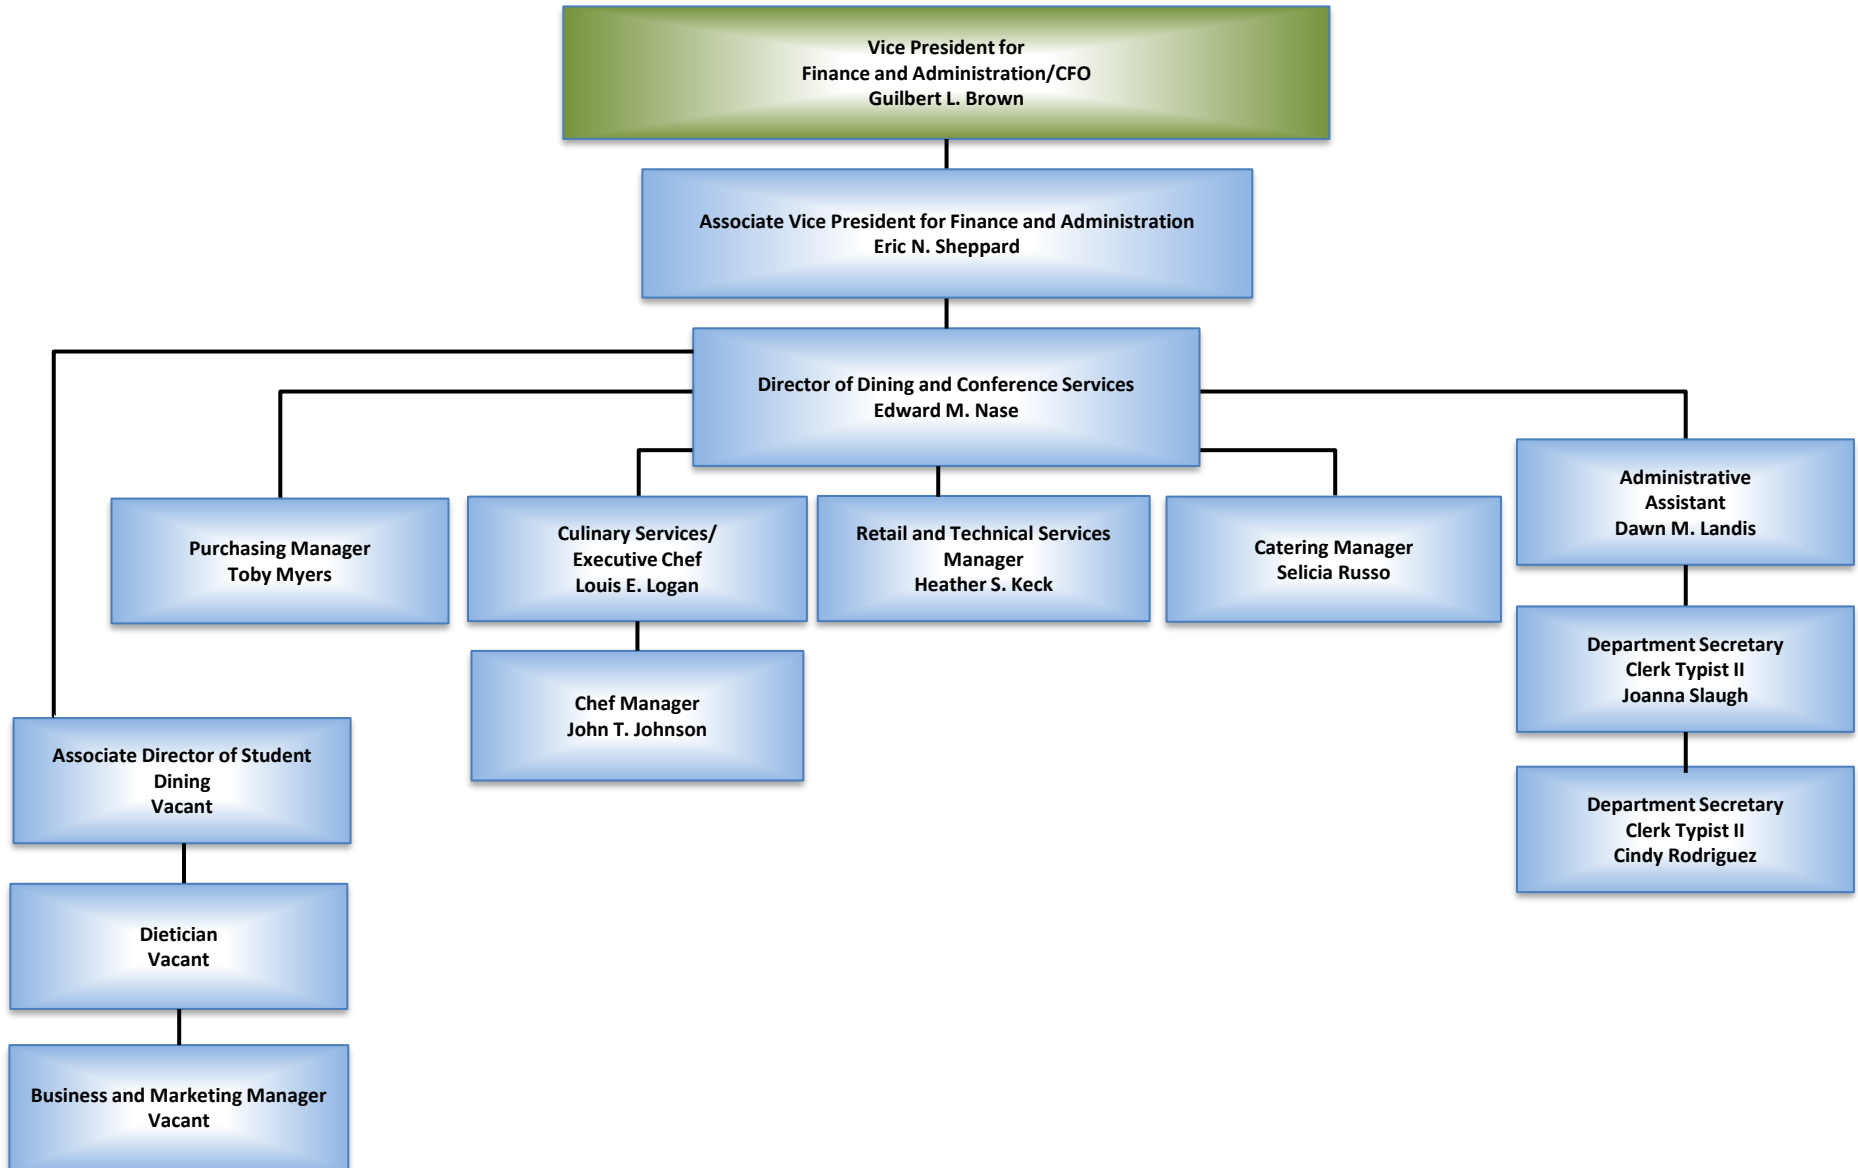 Vice President for
Finance and Administration/CFO
Guilbert L. Brown
Associate Vice President for Finance and Administration
Eric N. Sheppard
Director of Dining and Conference Services
Edward M. Nase
Purchasing Manager
Toby Myers
Culinary Services/
Executive Chef
Louis E. Logan
Retail and Technical Services
Manager
Heather S. Keck
Catering Manager
Selicia Russo
Administrative
Assistant
Dawn M. Landis
Department Secretary
Clerk Typist II
Joanna Slaugh
Chef Manager
John T. Johnson
Associate Director of Student
Dining
Vacant
Department Secretary
Clerk Typist II
Cindy Rodriguez
Dietician
Vacant
Business and Marketing Manager
Vacant